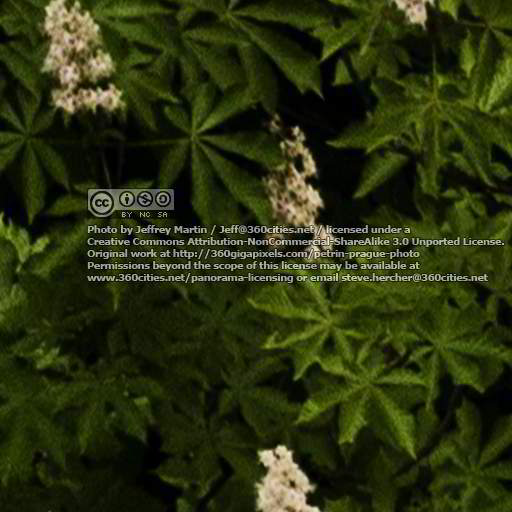 cc
BY NC SA
Photo by Jeffrey Martin / Jeff@360cities.net / licensed under a
Creative Commons Attribution-NonCommercial-ShareAlike 3.0 Unported License.
Original work at http://360gigapixels.com/petrin-prague-photo
Permissions beyond the scope of this license may be available at
www.360cities.net/panorama-licensing or email steve.hercher@360cities.net